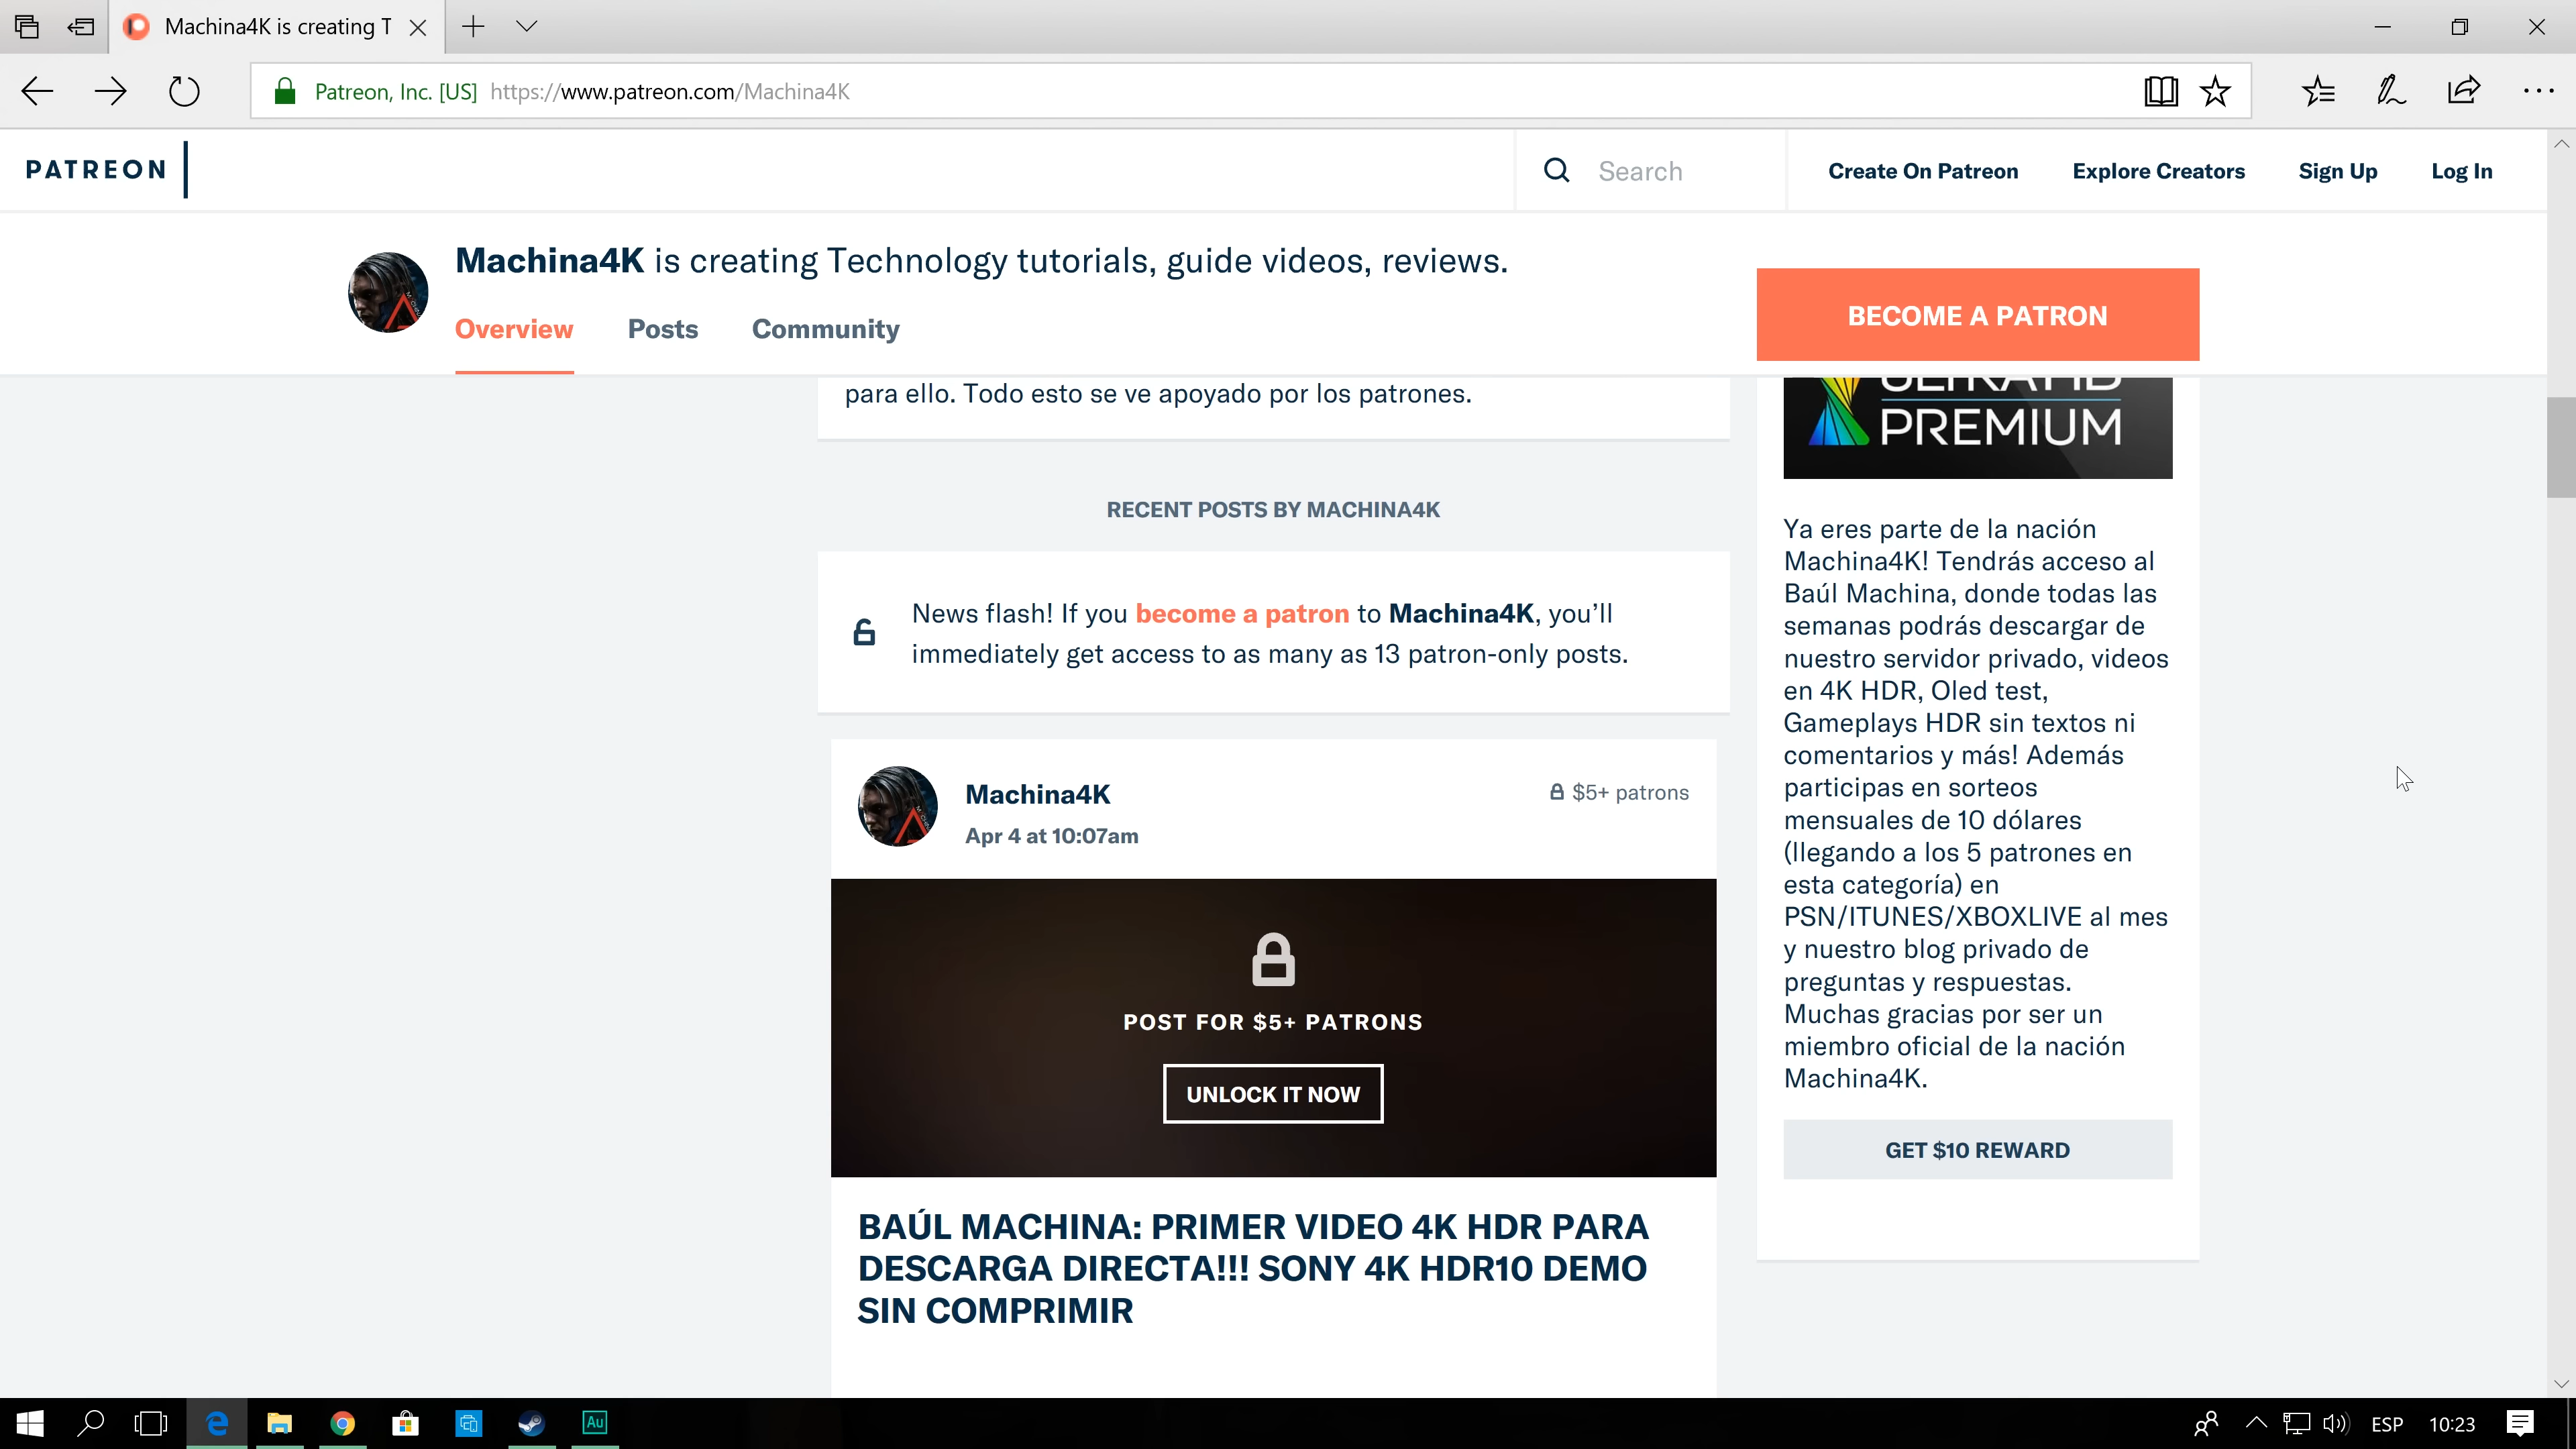 Machina4K is creating T
Patreon, Inc. [US] https://www.patreon.com/Machina4K
PATREON
Search
Create On Patreon
Explore Creators
Sign Up
Log In
Machina4K is creating Technology tutorials, guide videos, reviews.
Overview
Posts
Community
BECOME A PATRON
para ello. Todo esto se ve apoyado por los patrones.
RECENT POSTS BY MACHINA4K
News flash! If you become a patron to Machina4K, you'll
immediately get access to as many as 13 patron-only posts.
Machina4K
$5+ patrons
Apr 4 at 10:07am
POST FOR $5+ PATRONS
UNLOCK IT NOW
BAÚL MACHINA: PRIMER VIDEO 4K HDR PARA
DESCARGA DIRECTA!!! SONY 4K HDR10 DEMO
SIN COMPRIMIR
ULTRA HD
PREMIUM
Ya eres parte de la nación
Machina4K! Tendrás acceso al
Baúl Machina, donde todas las
semanas podrás descargar de
nuestro servidor privado, videos
en 4K HDR, Oled test,
Gameplays HDR sin textos ni
comentarios y más! Además
participas en sorteos
mensuales de 10 dólares
(llegando a los 5 patrones en
esta categoría) en
PSN/ITUNES/XBOXLIVE al mes
y nuestro blog privado de
preguntas y respuestas.
Muchas gracias por ser un
miembro oficial de la nación
Machina4K.
GET $10 REWARD
Au
ESP
10:23